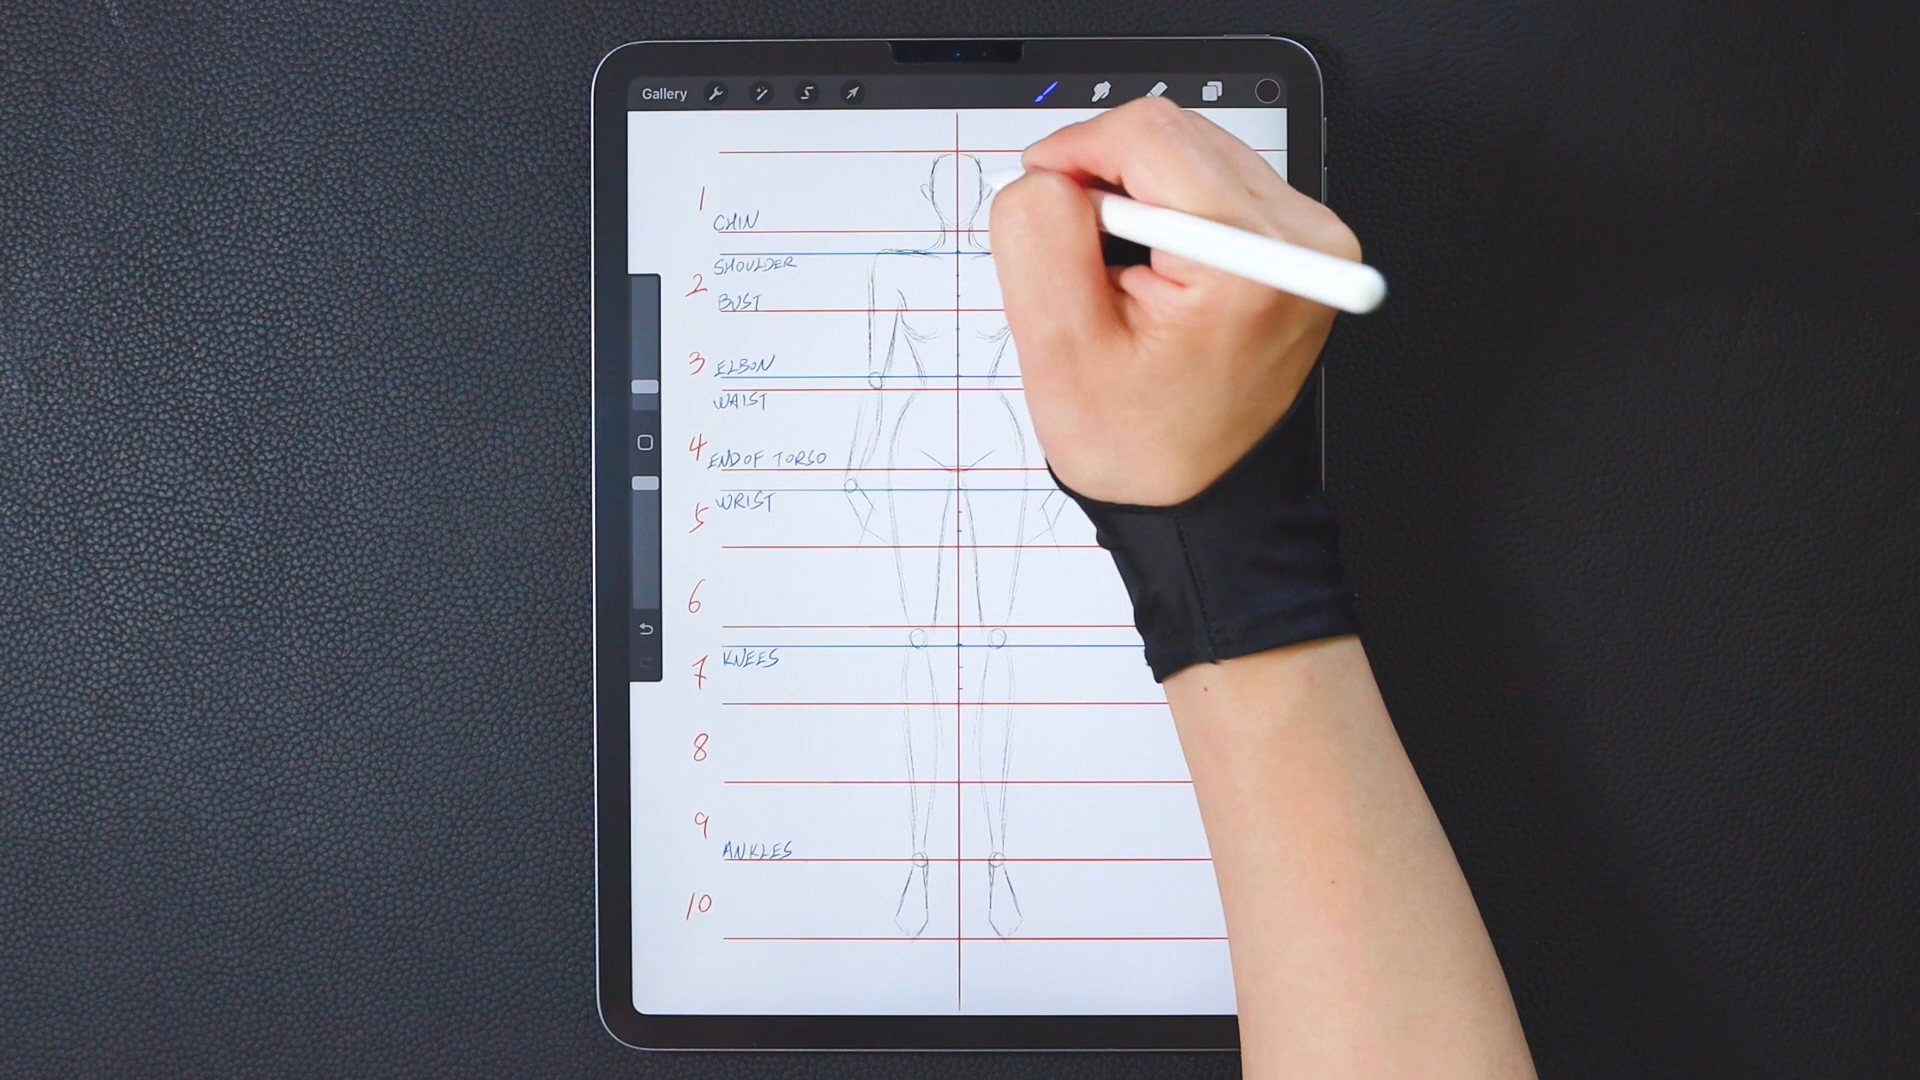 Gallery
1
CHIN
SHOULDER
2
BUST
3
ELBON
WAIST
4
END OF TORSO
WRIST
5
6
KNEES
7
8
9
ANKLES
10